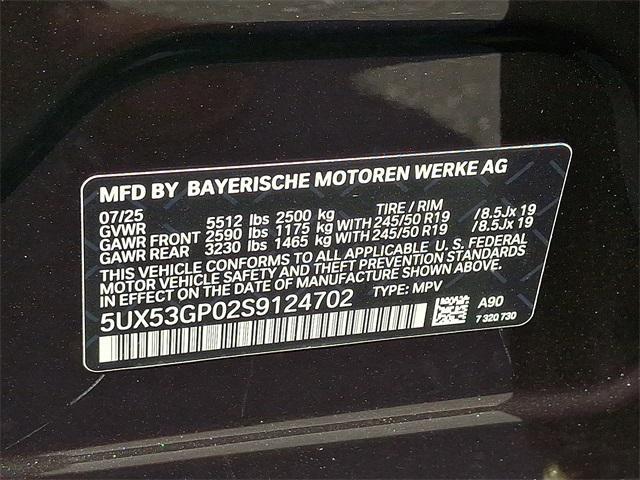 MFD BY BAYERISCHE MOTOREN WERKE AG
07/25 TIRE / RIM
GVWR 5512 lbs 2500 kg
GAWR FRONT 2590 lbs 1175 kg WITH 245/50 R19 /8.5Jx 19
GAWR REAR 3230 lbs 1465 kg WITH 245/50 R19 /8.5Jx 19
THIS VEHICLE CONFORMS TO ALL APPLICABLE U. S. FEDERAL
MOTOR VEHICLE SAFETY AND THEFT PREVENTION STANDARDS
IN EFFECT ON THE DATE OF MANUFACTURE SHOWN ABOVE.
5UX53GP02S9124702 TYPE: MPV
A90
7 320 730